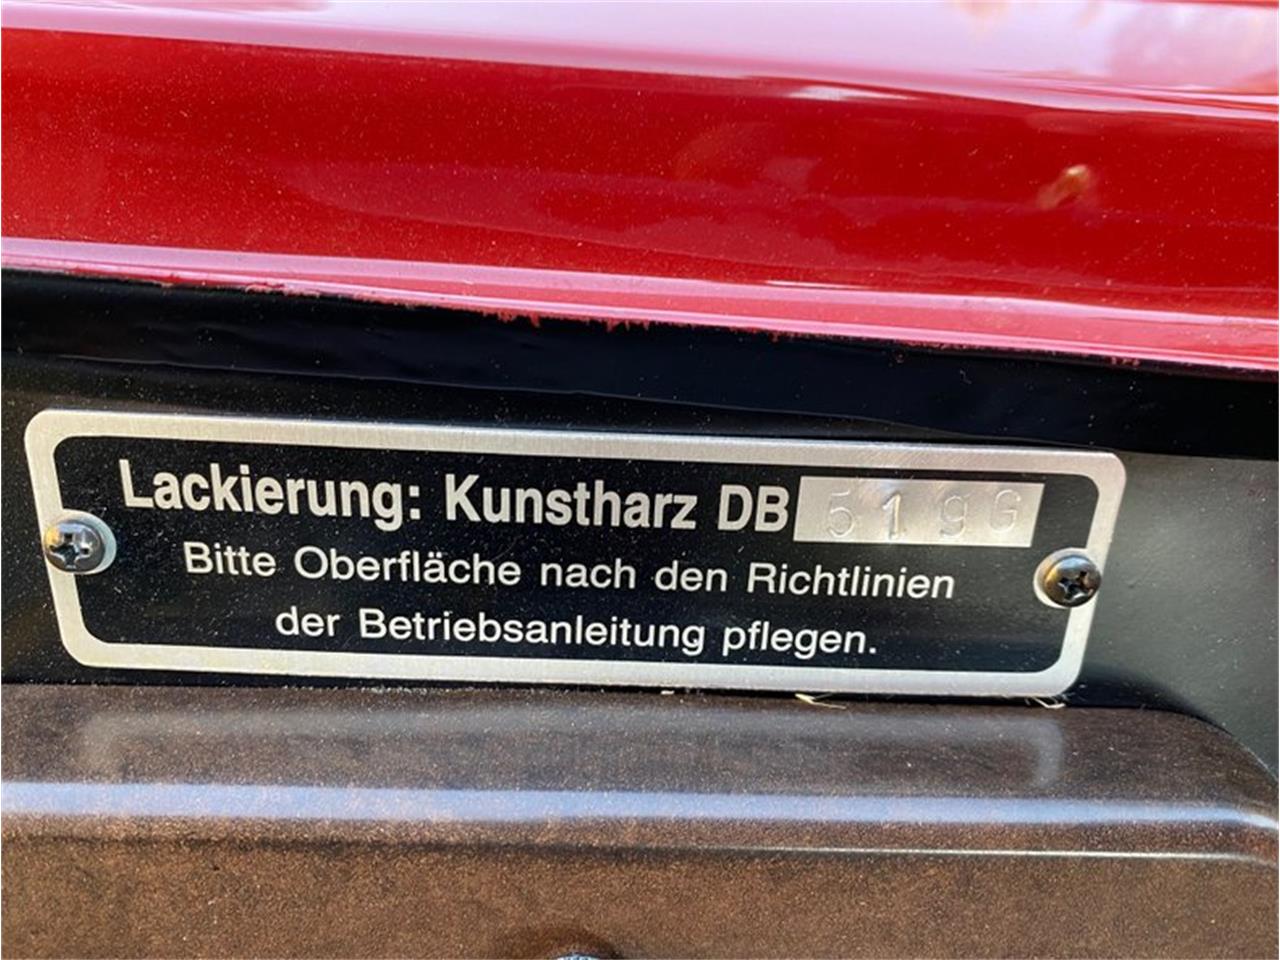 Lackierung: Kunstharz DB 519G
Bitte Oberfläche nach den Richtlinien
der Betriebsanleitung pflegen.